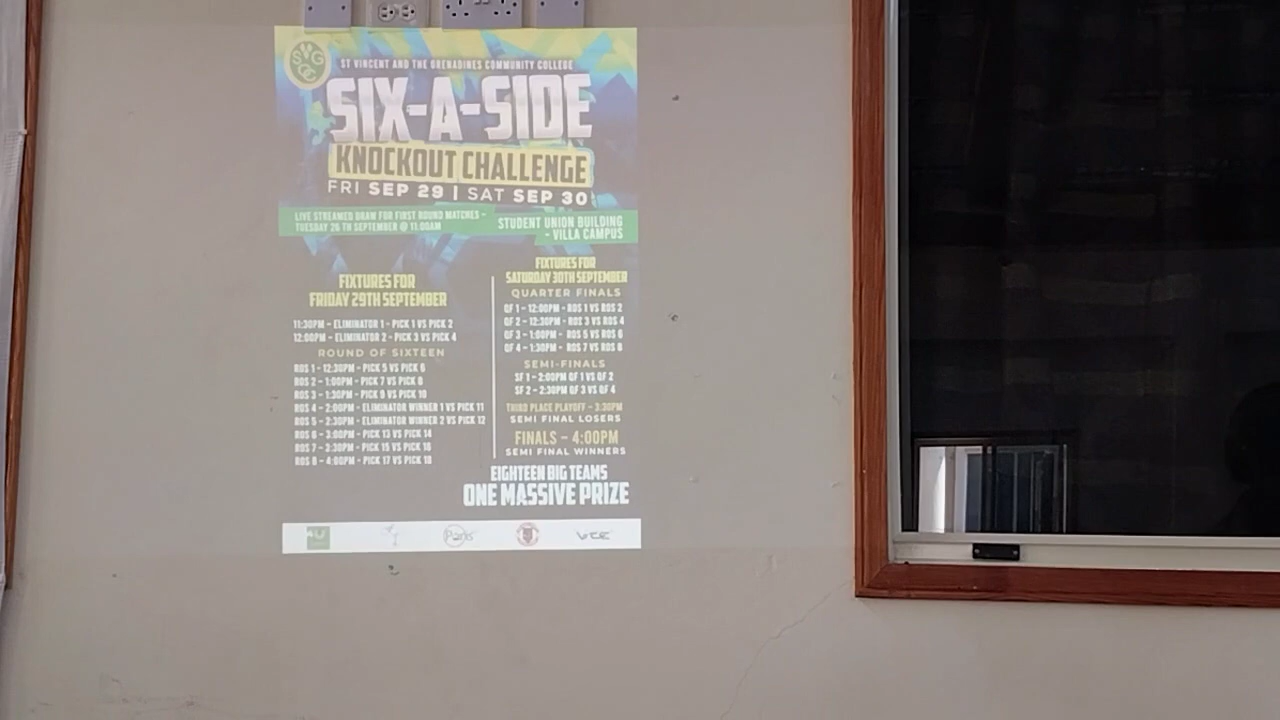 ST VINCENT AND THE GRENADINES COMMUNITY COLLEGE
SIX-A-SIDE
KNOCKOUT CHALLENGE
FRI SEP 29 | SAT SEP 30
LIVE STREAMED DRAW FOR FIRST ROUND MATCHES -
TUESDAY 26 TH SEPTEMBER @ 11:00AM
STUDENT UNION BUILDING
- VILLA CAMPUS
FIXTURES FOR
FRIDAY 29TH SEPTEMBER
11:30PM - ELIMINATOR 1 - PICK 1 VS PICK 2
12:00PM - ELIMINATOR 2 - PICK 3 VS PICK 4
ROUND OF SIXTEEN
ROS 1 - 12:30PM - PICK 5 VS PICK 6
ROS 2 - 1:00PM - PICK 7 VS PICK 8
ROS 3 - 1:30PM - PICK 9 VS PICK 10
ROS 4 - 2:00PM - ELIMINATOR WINNER 1 VS PICK 11
ROS 5 - 2:30PM - ELIMINATOR WINNER 2 VS PICK 12
ROS 6 - 3:00PM - PICK 13 VS PICK 14
ROS 7 - 2:30PM - PICK 15 VS PICK 16
ROS 8 - 4:00PM - PICK 17 VS PICK 18
FIXTURES FOR
SATURDAY 30TH SEPTEMBER
QUARTER FINALS
QF 1 - 12:00PM - ROS 1 VS ROS 2
QF 2 - 12:30PM - ROS 3 VS ROS 4
QF 3 - 1:00PM - ROS 5 VS ROS 6
QF 4 - 1:30PM - ROS 7 VS ROS 8
SEMI-FINALS
SF 1 - 2:00PM QF 1 VS QF 2
SF 2 - 2:30PM QF 3 VS QF 4
THIRD PLACE PLAYOFF - 3:30PM
SEMI FINAL LOSERS
FINALS - 4:00PM
SEMI FINAL WINNERS
EIGHTEEN BIG TEAMS
ONE MASSIVE PRIZE